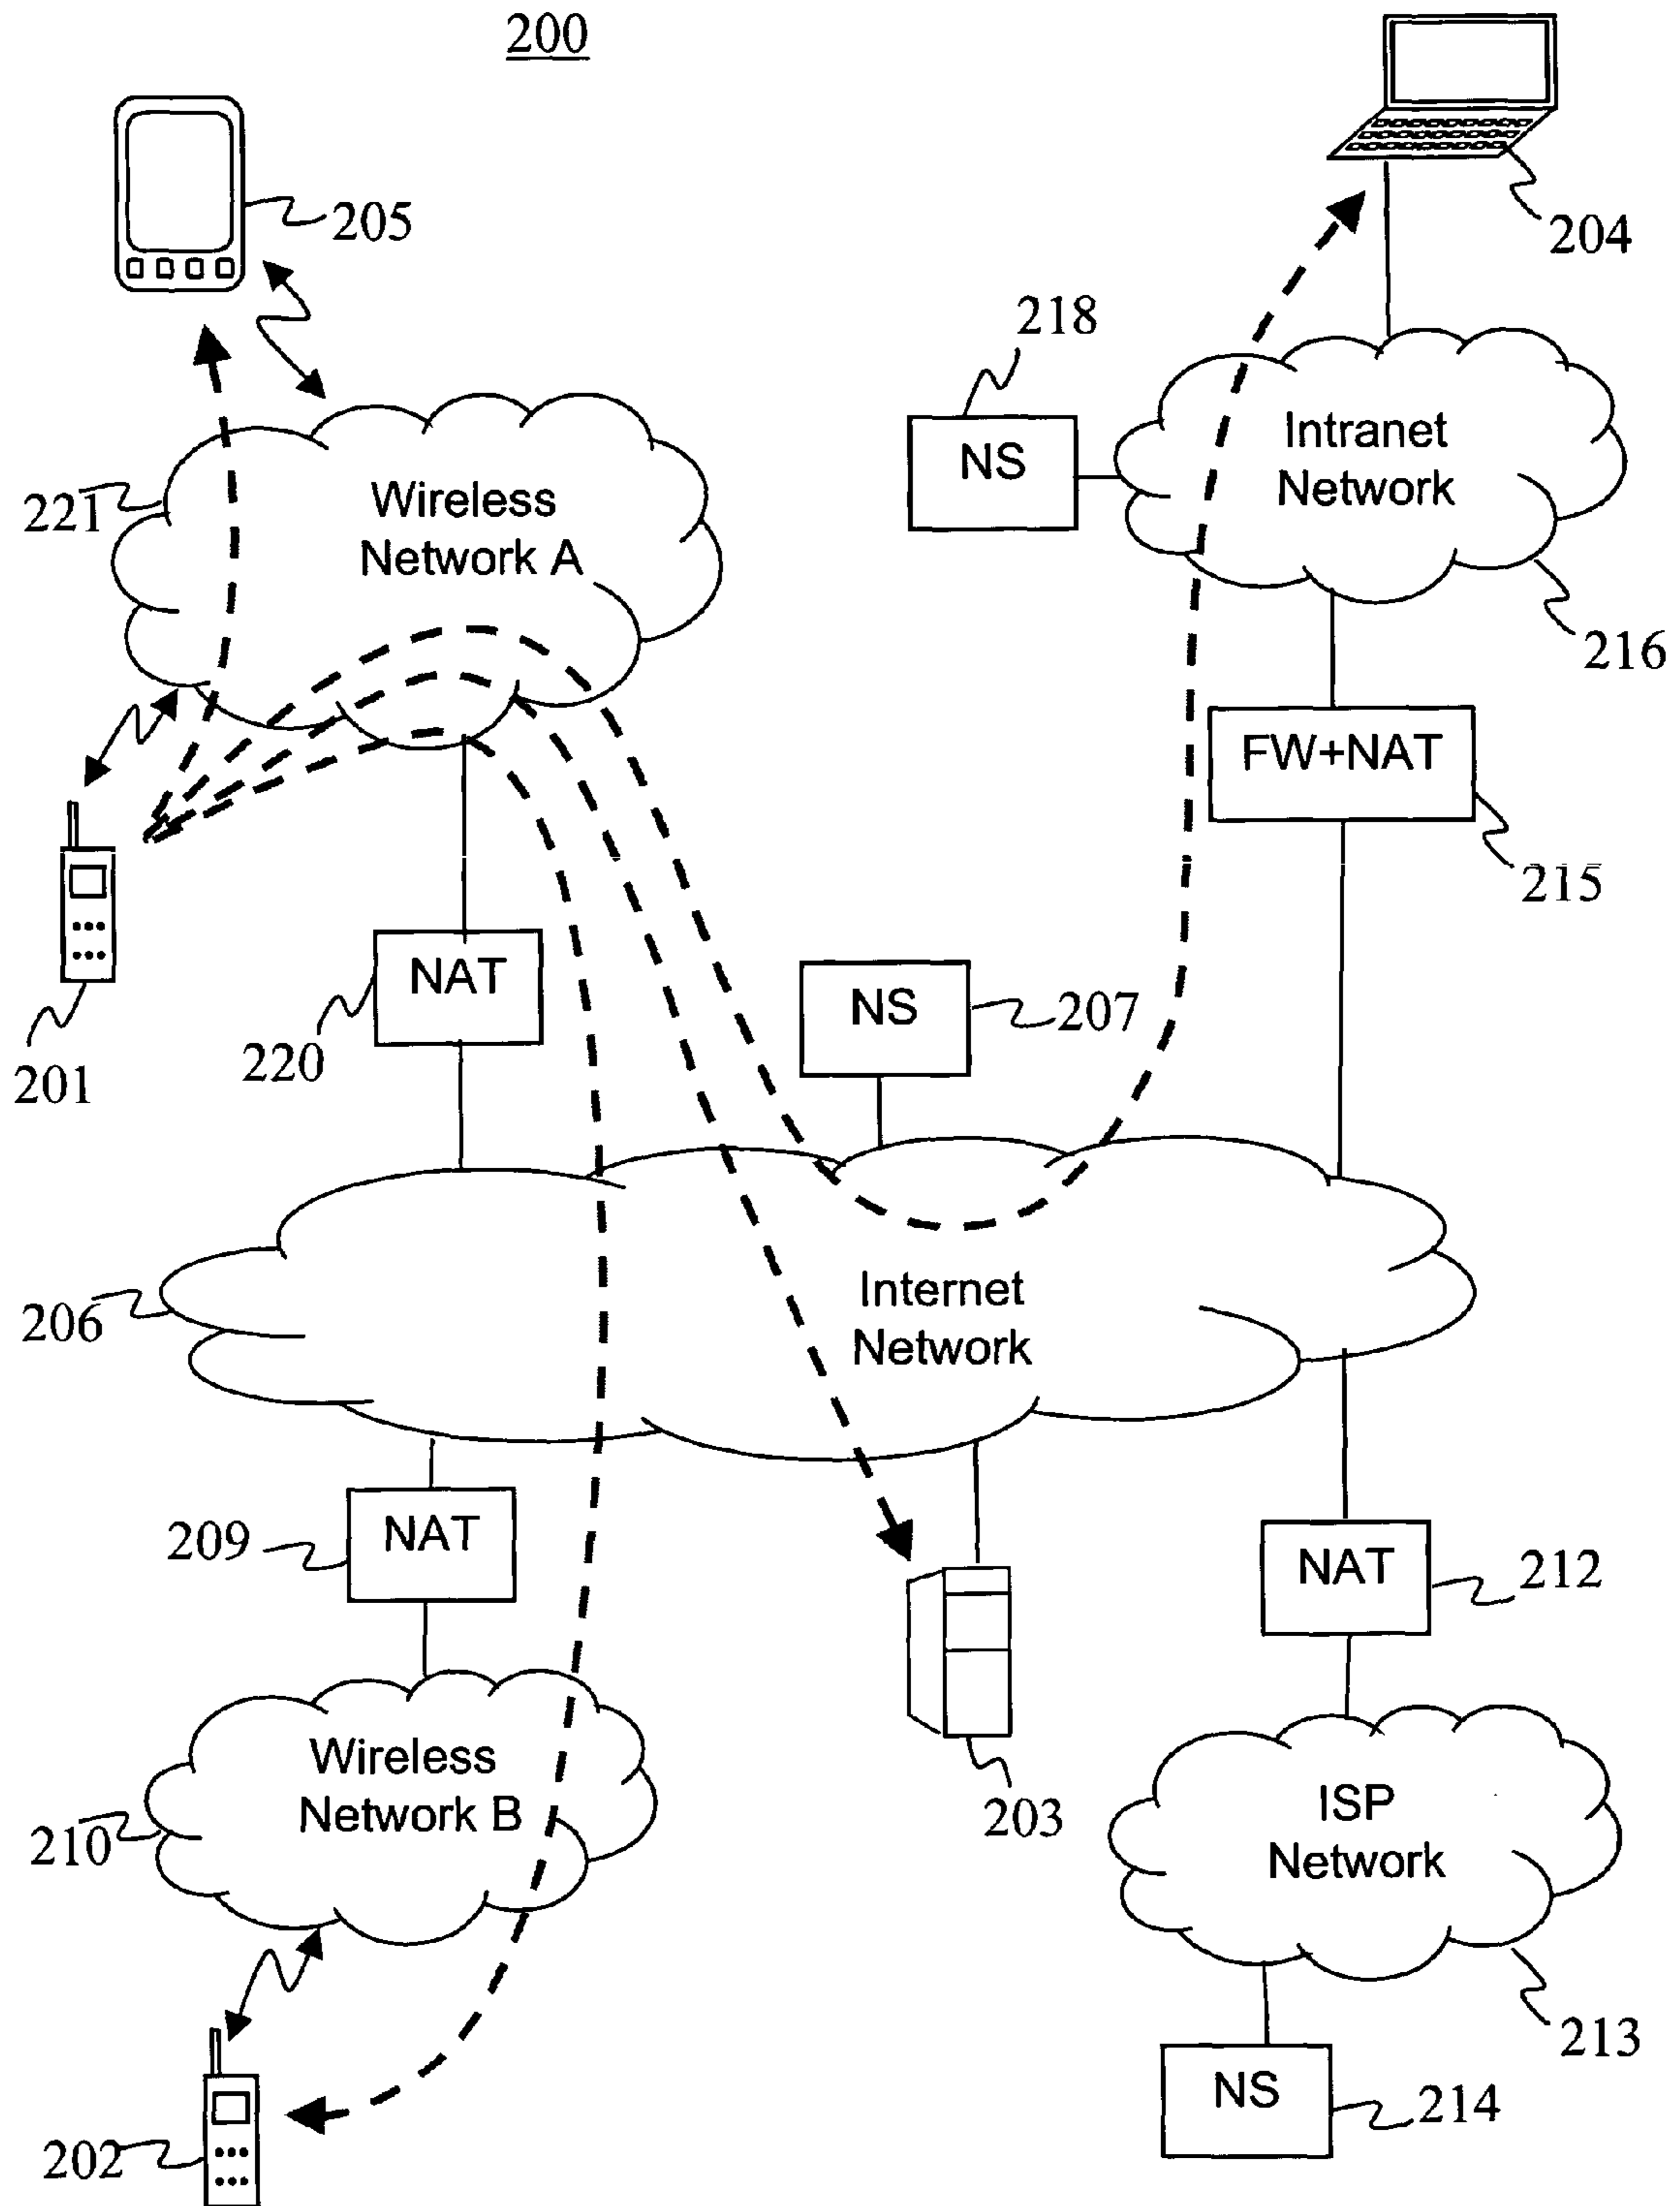 200
205
204
218
NS
Intranet
Network
221
Wireless
Network A
216
FW+NAT
215
201
NAT
220
NS
207
206
Internet
Network
209
NAT
NAT
212
Wireless
Network B
210
203
ISP
Network
213
NS
214
202